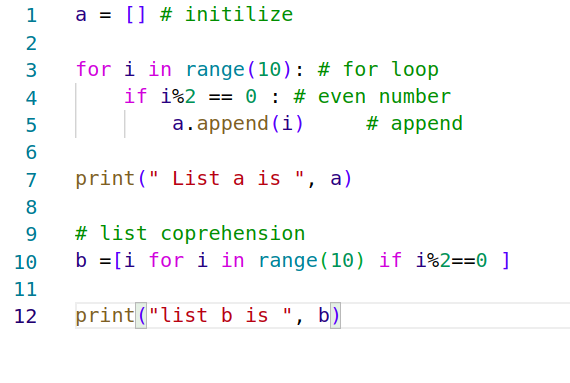 1 a = [] # initilize
2
3 for i in range(10): # for loop
4     if i%2 == 0 : # even number
5         a.append(i)     # append
6
7 print(" List a is ", a)
8
9 # list coprehension
10 b =[i for i in range(10) if i%2==0 ]
11
12 print("list b is ", b)